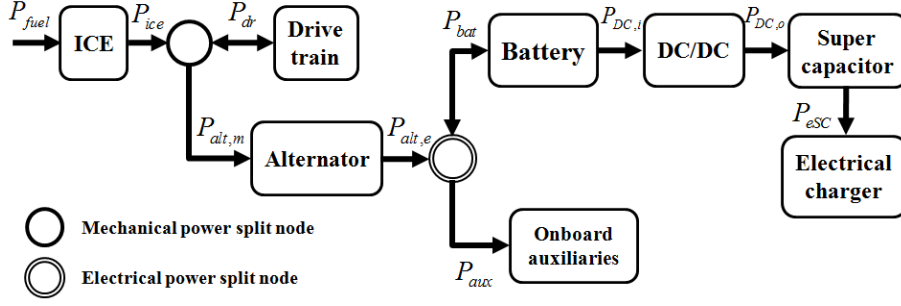 P_fuel
ICE
P_ice
P_dr
Drive
train
P_bat
Battery
P_DC,i
DC/DC
P_DC,o
Super
capacitor
P_alt,m
Alternator
P_alt,e
P_eSC
Electrical
charger
Mechanical power split node
Electrical power split node
P_aux
Onboard
auxiliaries